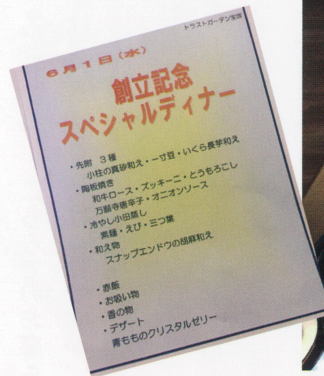 トラストガーデン宝塚
6月1日(水)
創立記念
スペシャルディナー
・先附 3種
小柱の真砂和え・一寸豆・いくら長芋和え
・陶板焼き
和牛ロース・ズッキーニ・とうもろこし
万願寺唐辛子・オニオンソース
・冷やし小田蒸し
素麺・えび・三つ葉
・和え物
スナップエンドウの胡麻和え
・赤飯
・お吸い物
・香の物
・デザート
青もものクリスタルゼリー